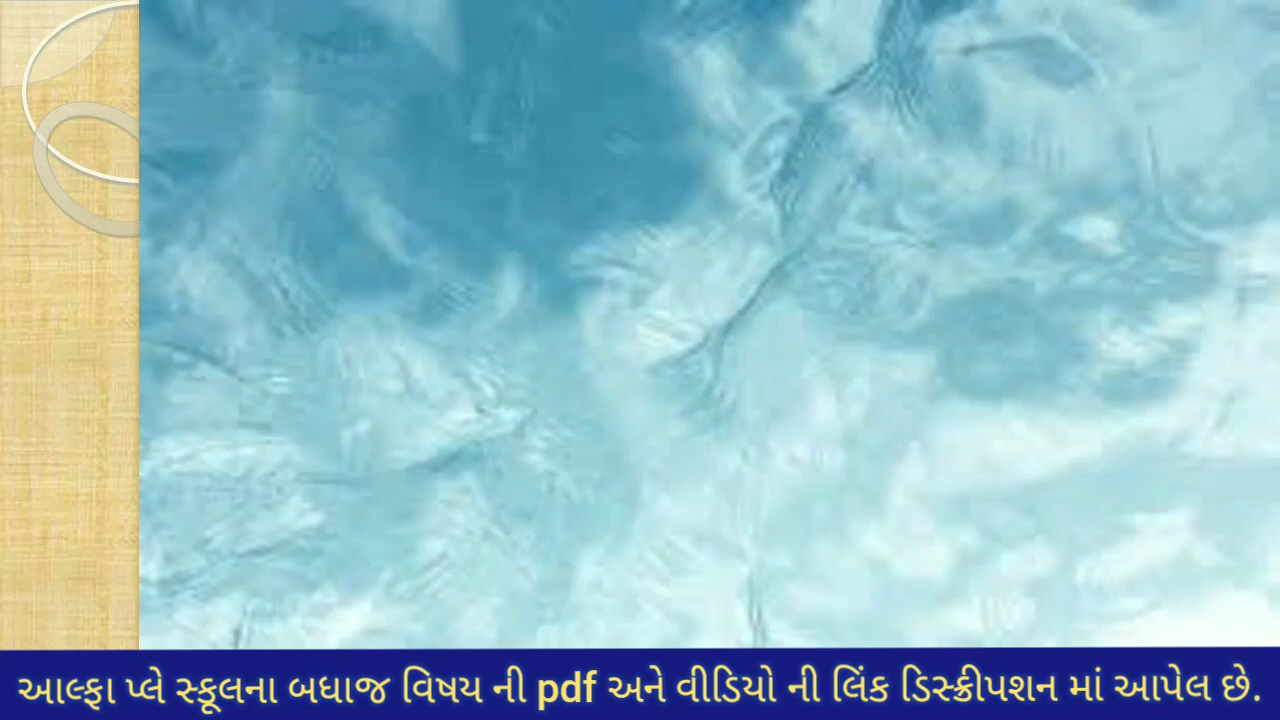 આલ્ફા પ્લે સ્કૂલના બધાજ વિષય ની pdf અને વીડિયો ની લિંક ડિસ્ક્રીપશન માં આપેલ છે.